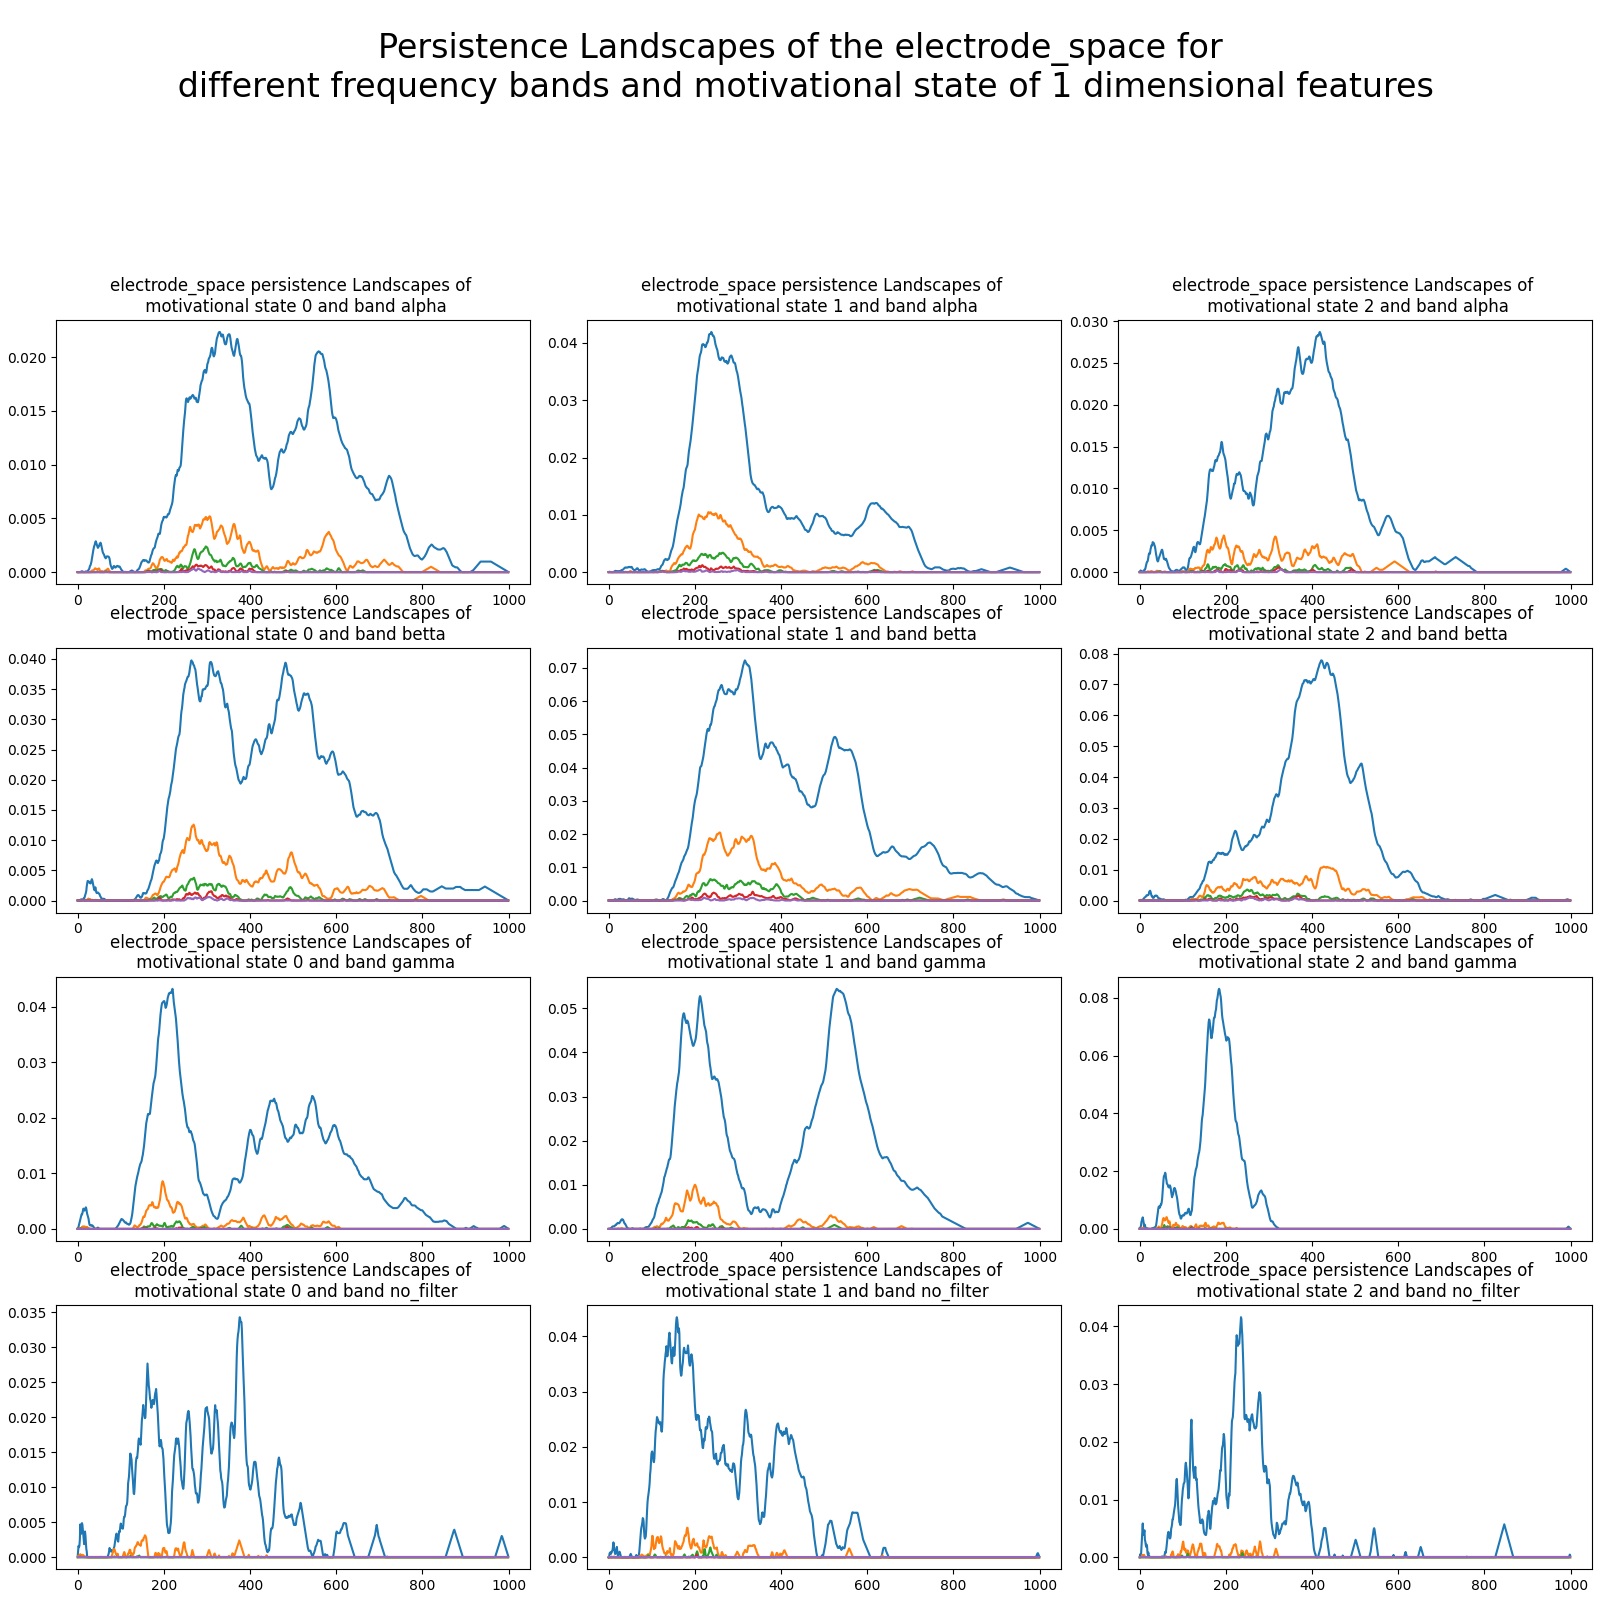 Persistence Landscapes of the electrode_space for
different frequency bands and motivational state of 1 dimensional features
electrode_space persistence Landscapes of
motivational state 0 and band alpha
0.020
0.015
0.010
0.005
0.000
0 200 400 600 800 1000
electrode_space persistence Landscapes of
motivational state 1 and band alpha
0.04
0.03
0.02
0.01
0.00
0 200 400 600 800 1000
electrode_space persistence Landscapes of
motivational state 2 and band alpha
0.030
0.025
0.020
0.015
0.010
0.005
0.000
0 200 400 600 800 1000
electrode_space persistence Landscapes of
motivational state 0 and band betta
0.040
0.035
0.030
0.025
0.020
0.015
0.010
0.005
0.000
0 200 400 600 800 1000
electrode_space persistence Landscapes of
motivational state 1 and band betta
0.07
0.06
0.05
0.04
0.03
0.02
0.01
0.00
0 200 400 600 800 1000
electrode_space persistence Landscapes of
motivational state 2 and band betta
0.08
0.07
0.06
0.05
0.04
0.03
0.02
0.01
0.00
0 200 400 600 800 1000
electrode_space persistence Landscapes of
motivational state 0 and band gamma
0.04
0.03
0.02
0.01
0.00
0 200 400 600 800 1000
electrode_space persistence Landscapes of
motivational state 1 and band gamma
0.05
0.04
0.03
0.02
0.01
0.00
0 200 400 600 800 1000
electrode_space persistence Landscapes of
motivational state 2 and band gamma
0.08
0.06
0.04
0.02
0.00
0 200 400 600 800 1000
electrode_space persistence Landscapes of
motivational state 0 and band no_filter
0.035
0.030
0.025
0.020
0.015
0.010
0.005
0.000
0 200 400 600 800 1000
electrode_space persistence Landscapes of
motivational state 1 and band no_filter
0.04
0.03
0.02
0.01
0.00
0 200 400 600 800 1000
electrode_space persistence Landscapes of
motivational state 2 and band no_filter
0.04
0.03
0.02
0.01
0.00
0 200 400 600 800 1000